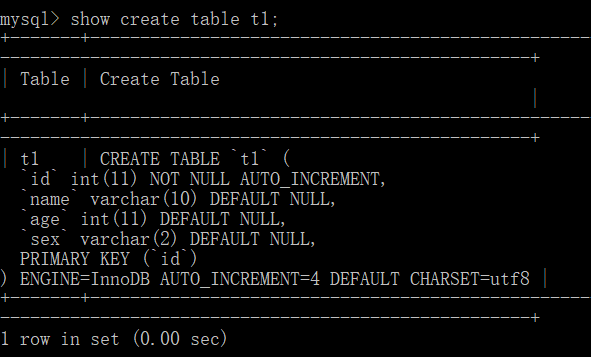 mysql> show create table t1;
+-------+---------------------------------------------------
-----------------------------------------------------+
| Table | Create Table
|
+-------+---------------------------------------------------
-----------------------------------------------------+
| t1    | CREATE TABLE `t1` (
  `id` int(11) NOT NULL AUTO_INCREMENT,
  `name` varchar(10) DEFAULT NULL,
  `age` int(11) DEFAULT NULL,
  `sex` varchar(2) DEFAULT NULL,
  PRIMARY KEY (`id`)
) ENGINE=InnoDB AUTO_INCREMENT=4 DEFAULT CHARSET=utf8 |
+-------+---------------------------------------------------
-----------------------------------------------------+
1 row in set (0.00 sec)